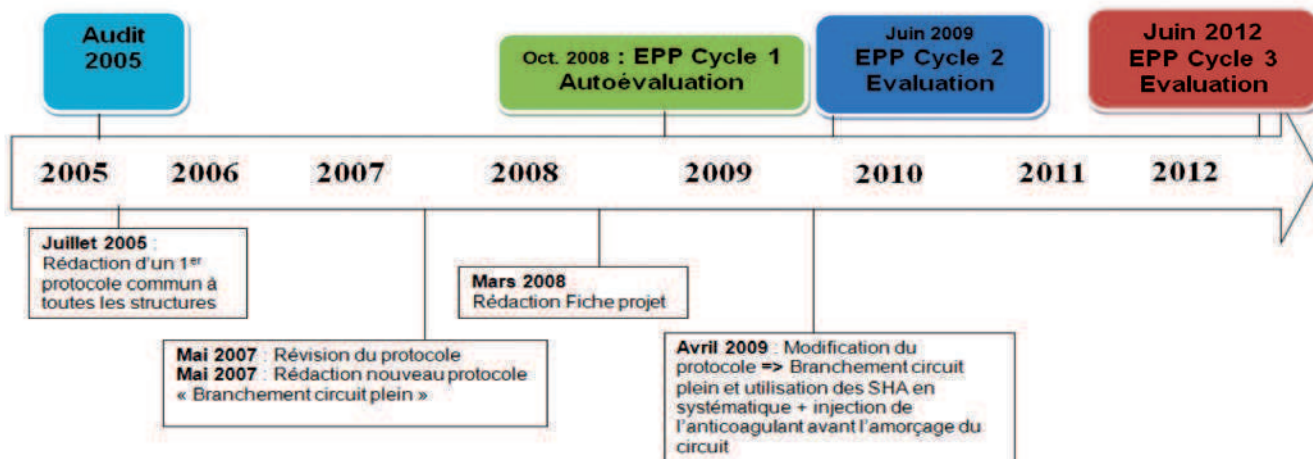 Audit
2005
Oct. 2008 : EPP Cycle 1
Autoévaluation
Juin 2009
EPP Cycle 2
Evaluation
Juin 2012
EPP Cycle 3
Evaluation
2005 2006 2007 2008 2009 2010 2011 2012
Juillet 2005 :
Rédaction d'un 1er
protocole commun à
toutes les structures
Mai 2007 : Révision du protocole
Mai 2007 : Rédaction nouveau protocole
« Branchement circuit plein »
Mars 2008
Rédaction Fiche projet
Avril 2009 : Modification du
protocole => Branchement circuit
plein et utilisation des SHA en
systématique + injection de
l'anticoagulant avant l'amorçage du
circuit